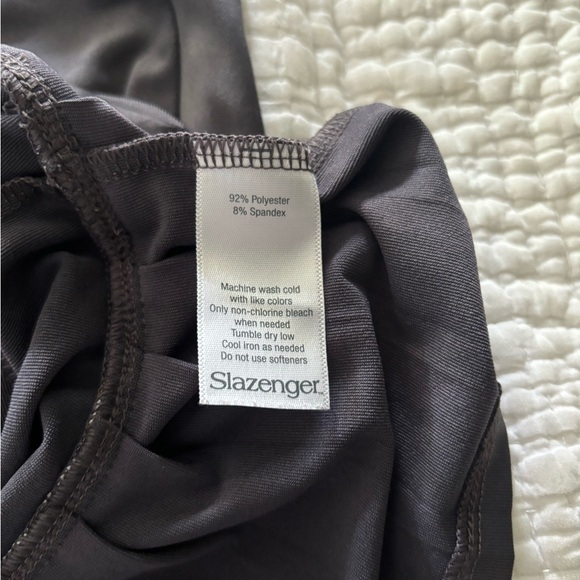 92% Polyester
8% Spandex
Machine wash cold
with like colors
Only non-chlorine bleach
when needed
Tumble dry low
Cool iron as needed
Do not use softeners
Slazenger